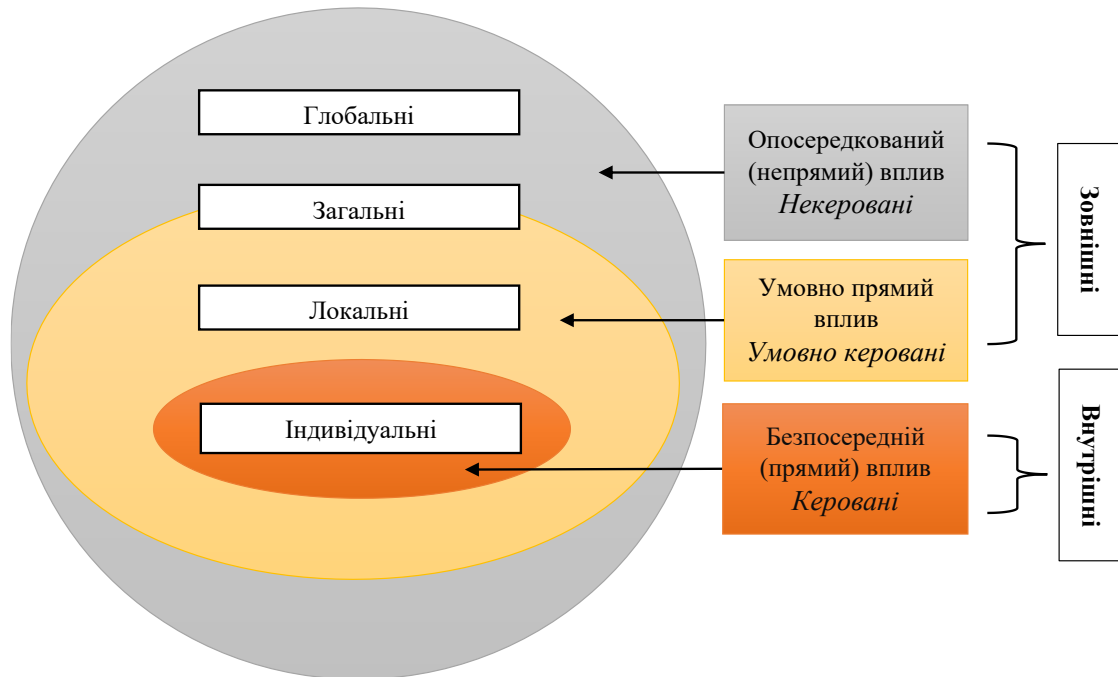 Глобальні
Загальні
Локальні
Індивідуальні
Опосередкований
(непрямий) вплив
Некеровані
Умовно прямий
вплив
Умовно керовані
Безпосередній
(прямий) вплив
Керовані
Зовнішні
Внутрішні